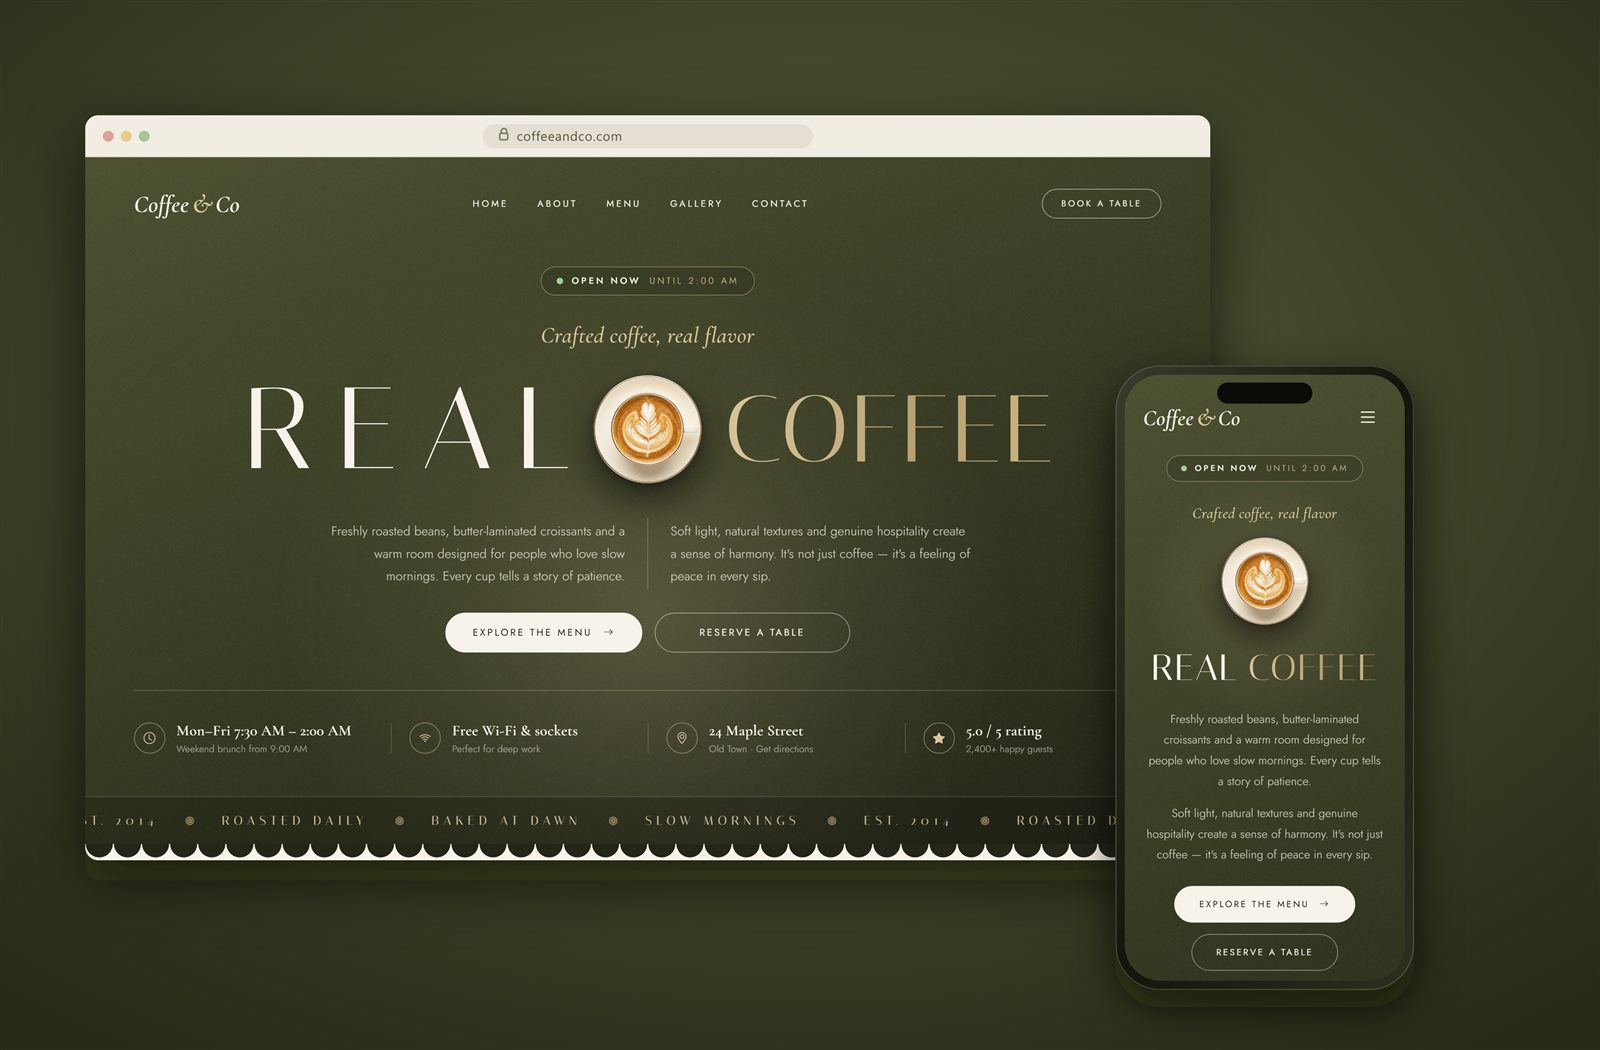 coffeeandco.com
Coffee & Co
HOME ABOUT MENU GALLERY CONTACT
BOOK A TABLE
OPEN NOW UNTIL 2:00 AM
Crafted coffee, real flavor
REAL COFFEE
Freshly roasted beans, butter-laminated croissants and a
warm room designed for people who love slow
mornings. Every cup tells a story of patience.
Soft light, natural textures and genuine hospitality create
a sense of harmony. It's not just coffee — it's a feeling of
peace in every sip.
EXPLORE THE MENU →
RESERVE A TABLE
Mon–Fri 7:30 AM – 2:00 AM
Weekend brunch from 9:00 AM
Free Wi-Fi & sockets
Perfect for deep work
24 Maple Street
Old Town · Get directions
5.0 / 5 rating
2,400+ happy guests
ST. 2014 ROASTED DAILY BAKED AT DAWN SLOW MORNINGS EST. 2014 ROASTED D
Coffee & Co
OPEN NOW UNTIL 2:00 AM
Crafted coffee, real flavor
REAL COFFEE
Freshly roasted beans, butter-laminated
croissants and a warm room designed for
people who love slow mornings. Every cup tells
a story of patience.
Soft light, natural textures and genuine
hospitality create a sense of harmony. It's not just
coffee — it's a feeling of peace in every sip.
EXPLORE THE MENU →
RESERVE A TABLE